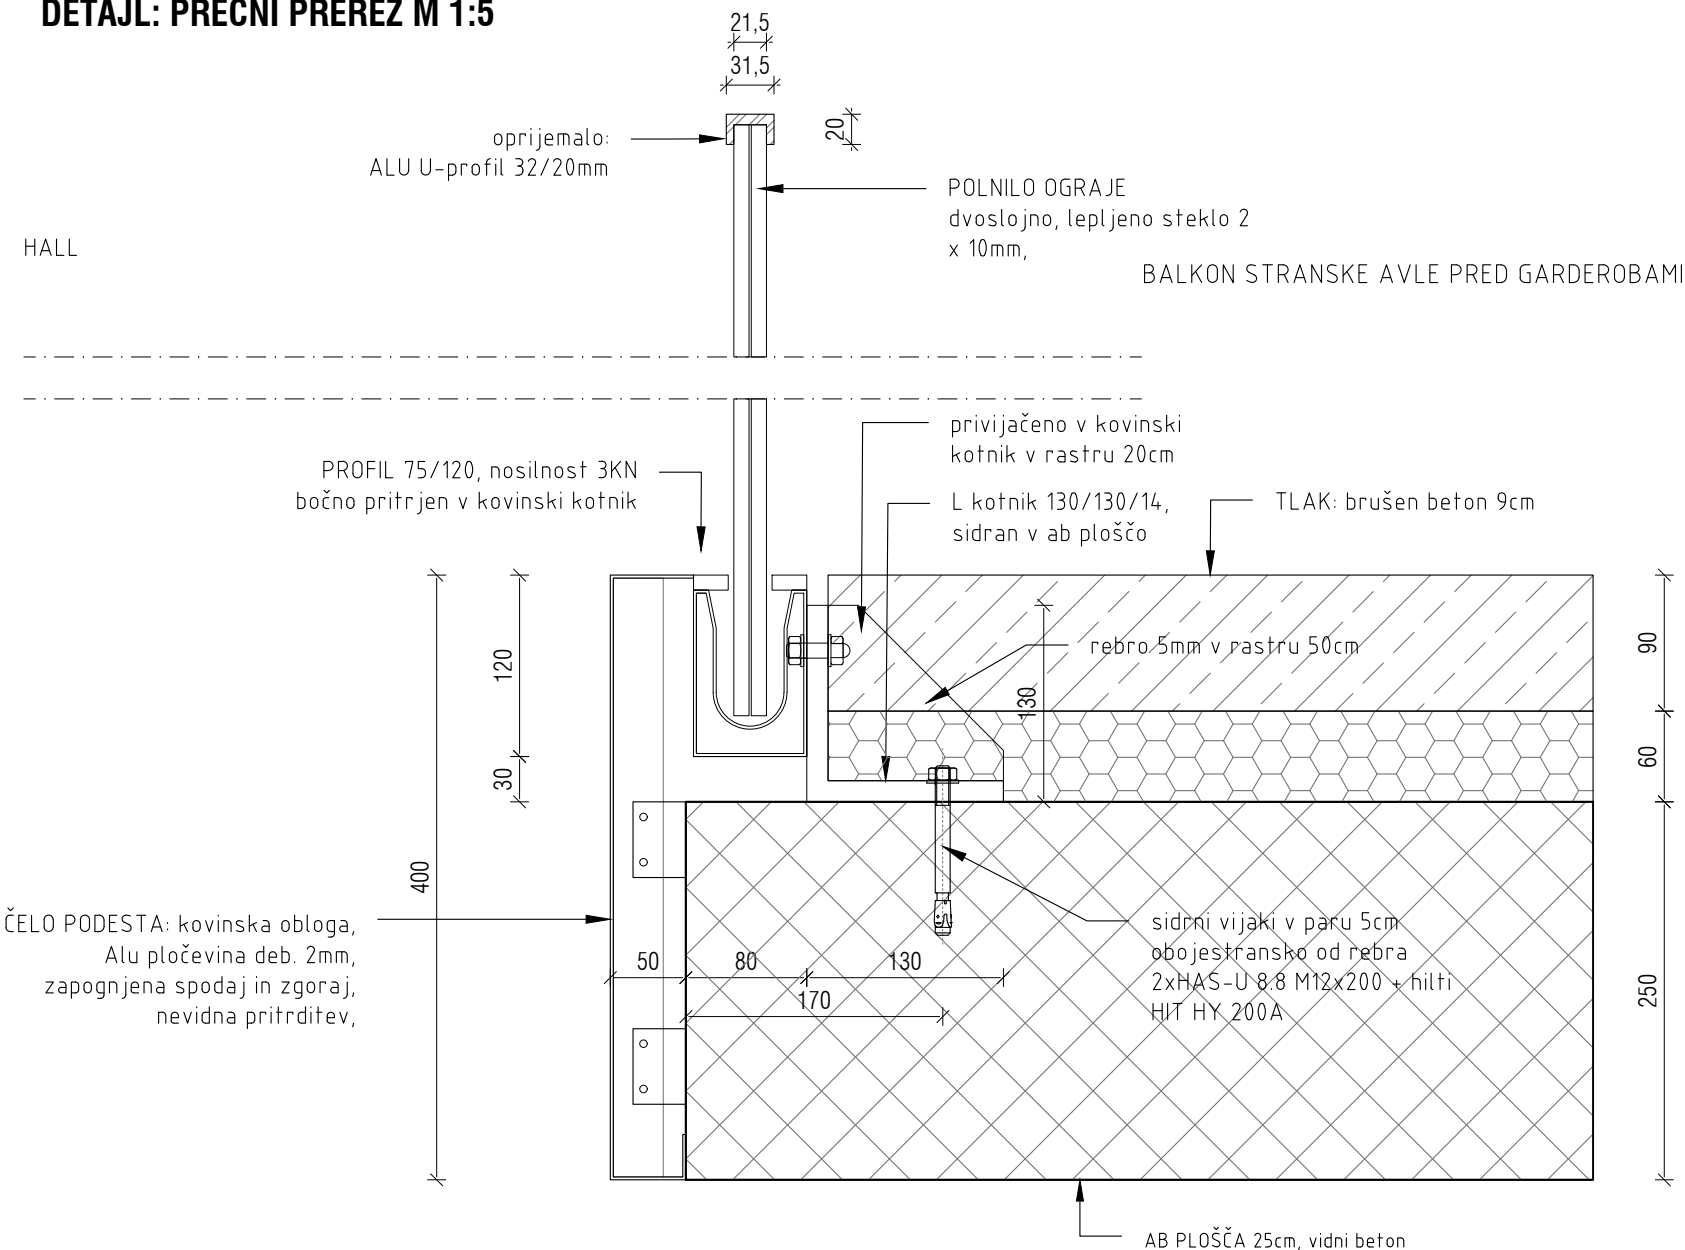 DETAJL: PREČNI PREREZ M 1:5
21,5
31,5
20
oprijemalo:
ALU U-profil 32/20mm
POLNILO OGRAJE
dvoslojno, lepljeno steklo 2
x 10mm,
HALL
BALKON STRANSKE AVLE PRED GARDEROBAMI
privijačeno v kovinski
kotnik v rastru 20cm
PROFIL 75/120, nosilnost 3KN
bočno pritrjen v kovinski kotnik
L kotnik 130/130/14,
sidran v ab ploščo
TLAK: brušen beton 9cm
120
30
400
130
rebro 5mm v rastru 50cm
90
60
250
ČELO PODESTA: kovinska obloga,
Alu pločevina deb. 2mm,
zapognjena spodaj in zgoraj,
nevidna pritrditev,
50
80
130
170
sidrni vijaki v paru 5cm
obojestransko od rebra
2xHAS-U 8.8 M12x200 + hilti
HIT HY 200A
AB PLOŠČA 25cm, vidni beton